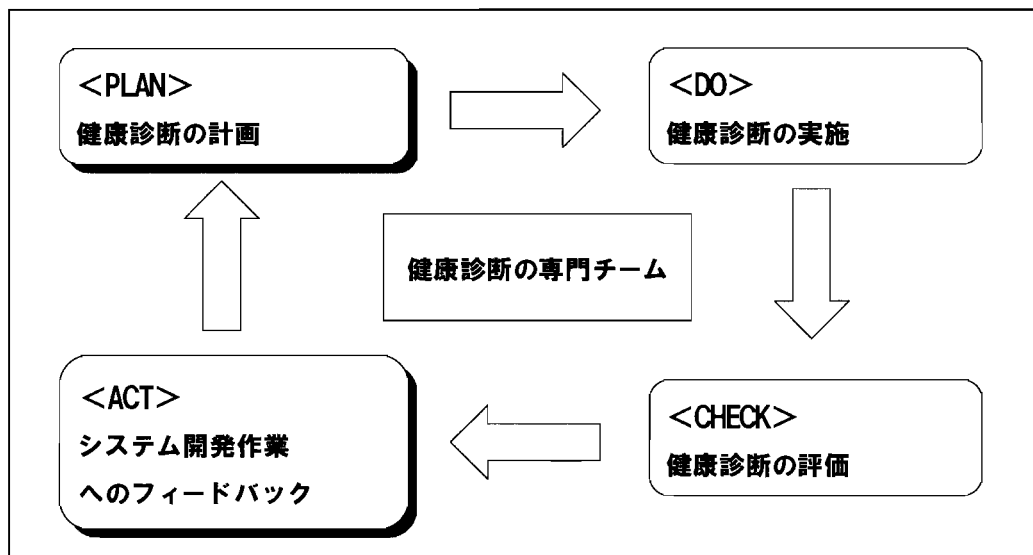 ＜PLAN＞
健康診断の計画
＜DO＞
健康診断の実施
健康診断の専門チーム
＜ACT＞
システム開発作業
へのフィードバック
＜CHECK＞
健康診断の評価